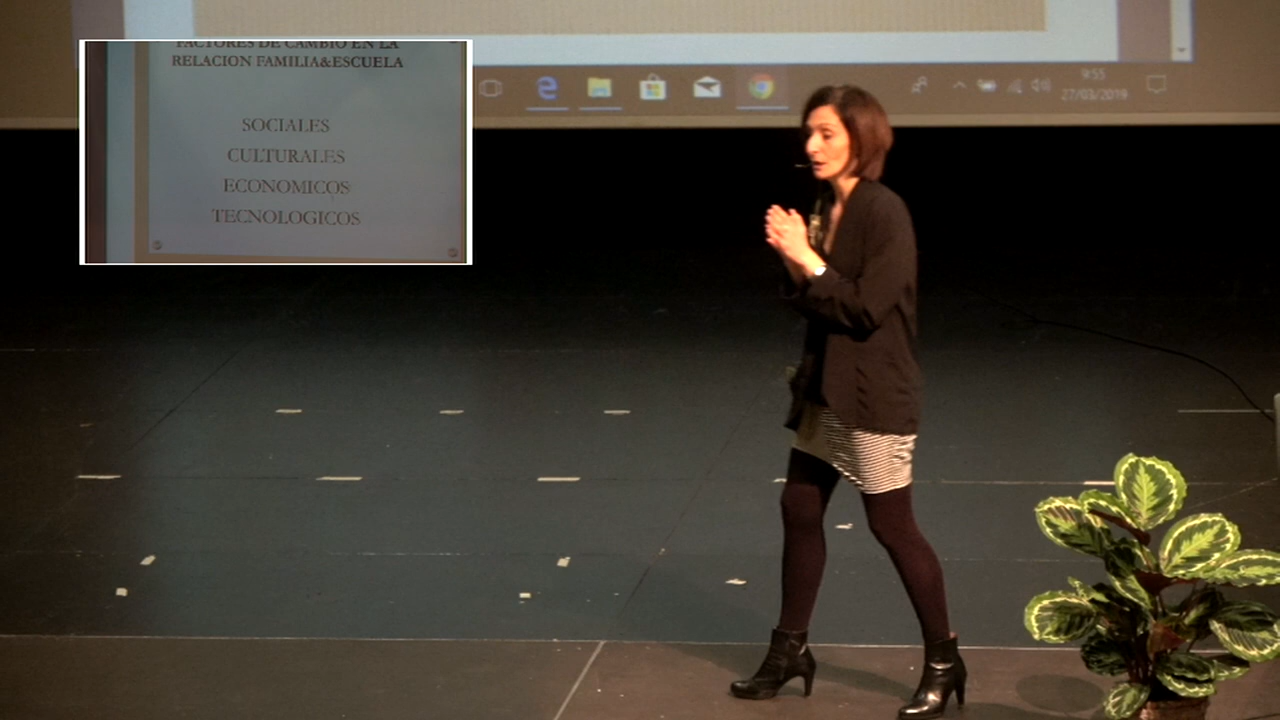 FACTORES DE CAMBIO EN LA
RELACION FAMILIA&ESCUELA
SOCIALES
CULTURALES
ECONOMICOS
TECNOLOGICOS
9:55
27/03/2019